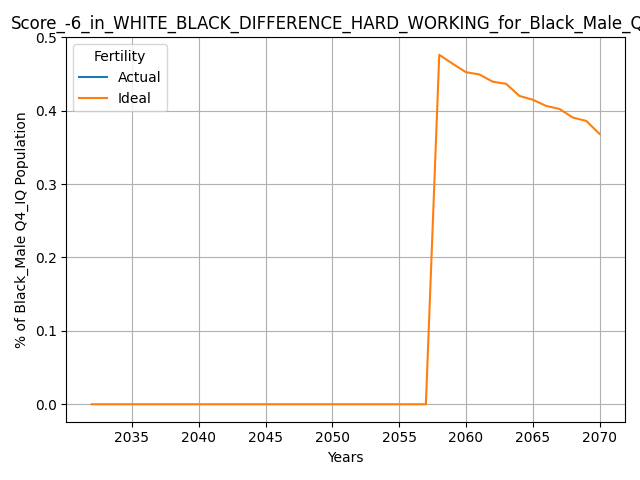 Score_-6_in_WHITE_BLACK_DIFFERENCE_HARD_WORKING_for_Black_Male_Q
Fertility
Actual
Ideal
% of Black_Male Q4_IQ Population
0.5
0.4
0.3
0.2
0.1
0.0
2035 2040 2045 2050 2055 2060 2065 2070
Years